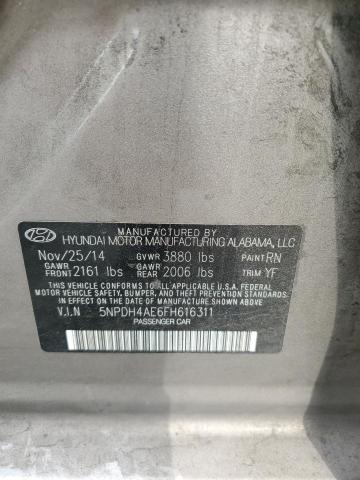 MANUFACTURED BY
HYUNDAI MOTOR MANUFACTURING ALABAMA, LLC
Nov/25/14 GVWR 3880 lbs PAINT RN
GAWR FRONT 2161 lbs GAWR REAR 2006 lbs TRIM YF
THIS VEHICLE CONFORMS TO ALL APPLICABLE FEDERAL
MOTOR VEHICLE SAFETY, BUMPER, AND THEFT PREVENTION
STANDARDS IN EFFECT ON THE DATE OF MANUFACTURE
SHOWN ABOVE.
V.I.N 5NPDH4AE6FH616311
PASSENGER CAR